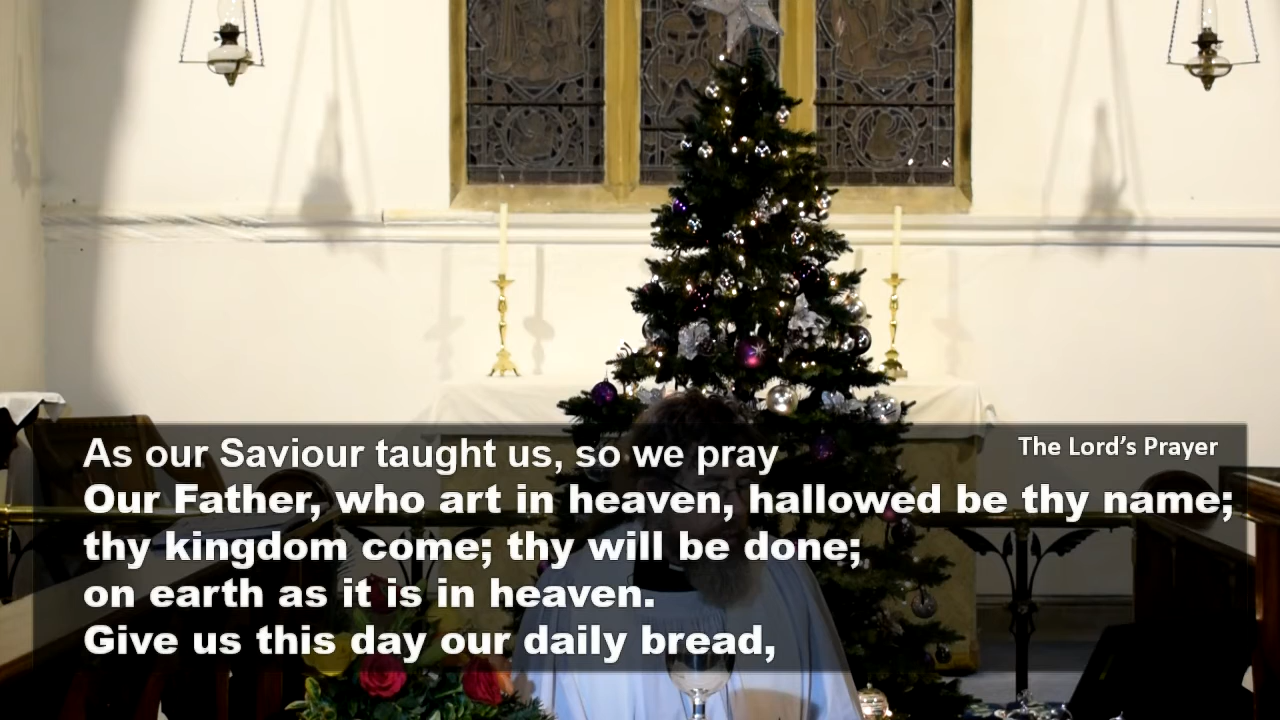 As our Saviour taught us, so we pray
The Lord's Prayer
Our Father, who art in heaven, hallowed be thy name;
thy kingdom come; thy will be done;
on earth as it is in heaven.
Give us this day our daily bread,